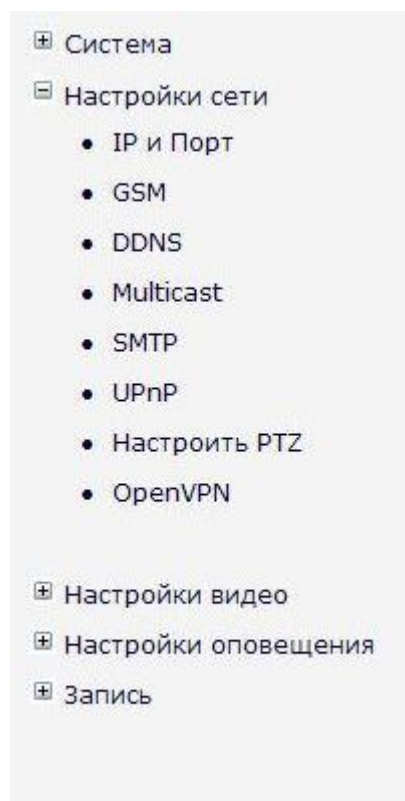 Система
Настройки сети
IP и Порт
GSM
DDNS
Multicast
SMTP
UPnP
Настроить PTZ
OpenVPN
Настройки видео
Настройки оповещения
Запись